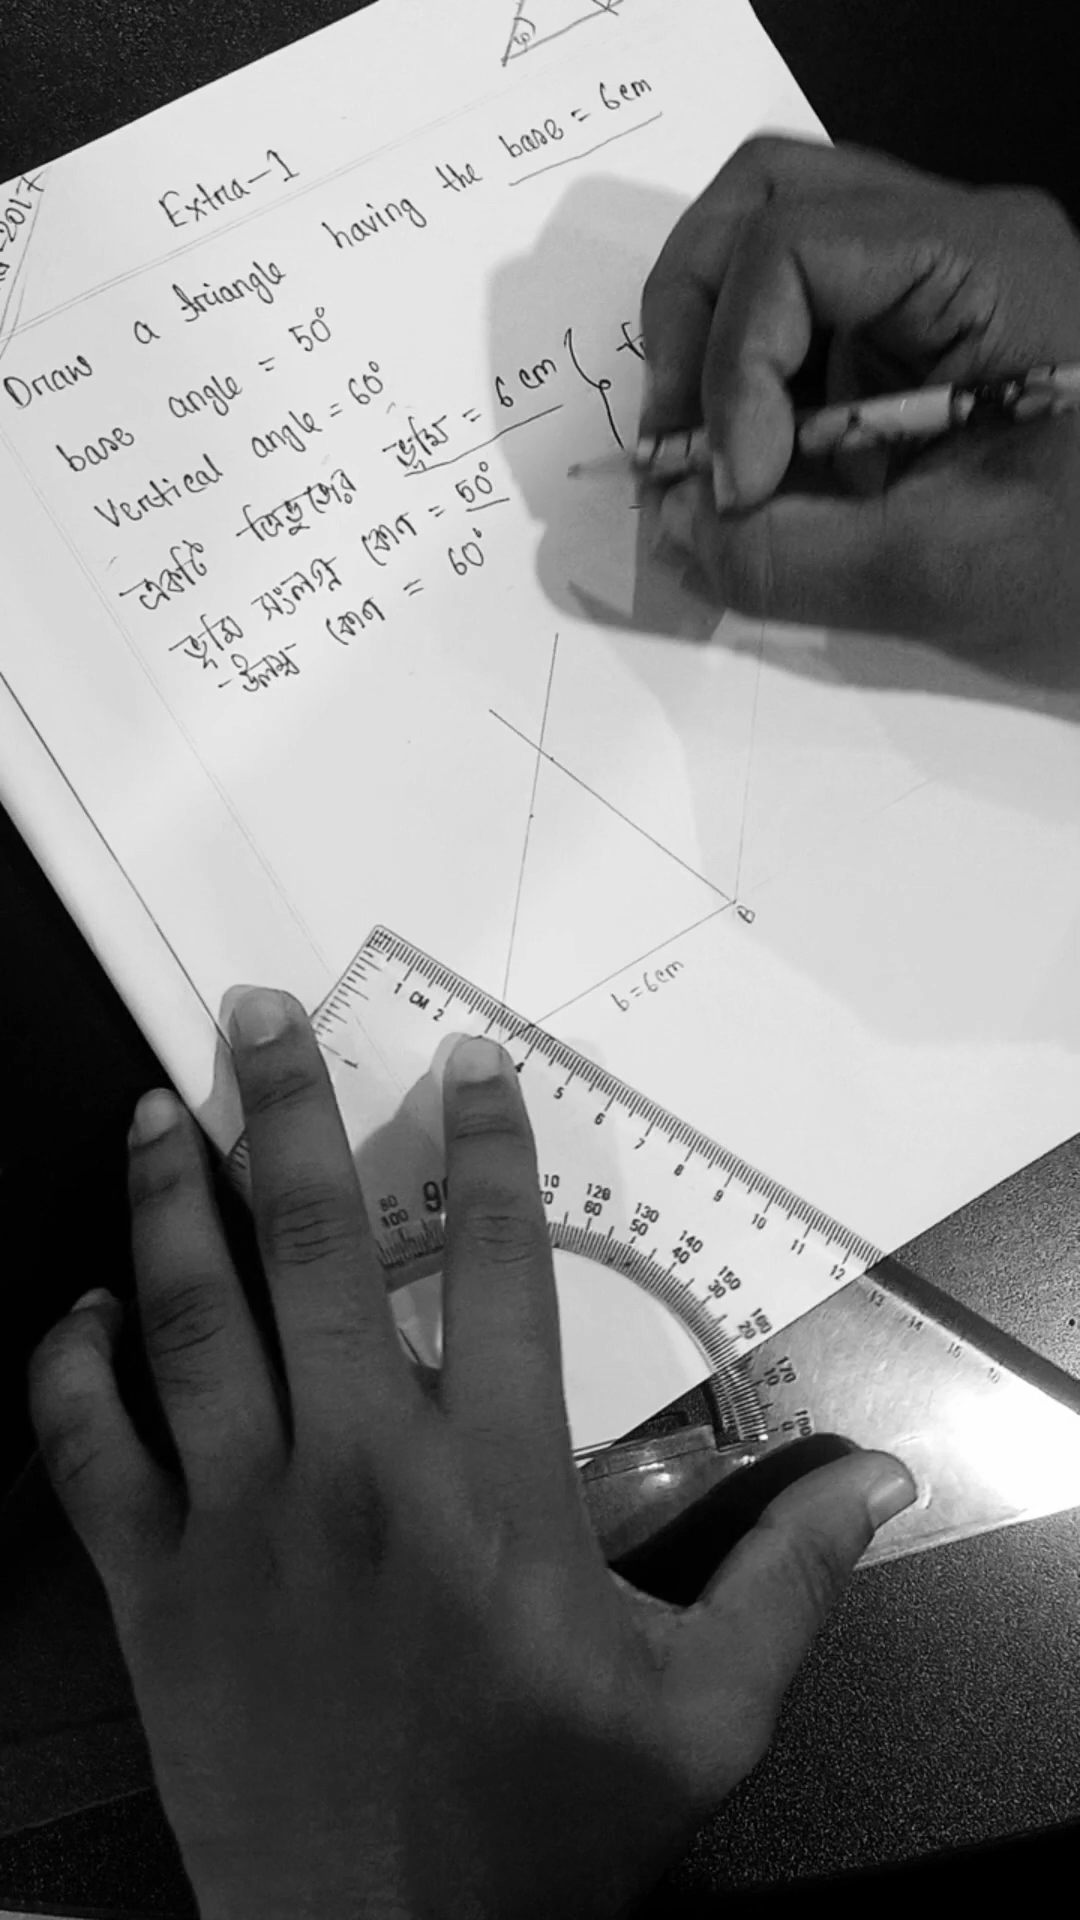 Extra-1
Draw a triangle having the base = 6cm
base angle = 50°
Vertical angle = 60°
একটি ত্রিভুজের ভূমি = 6 cm
ভূমি সংলগ্ন কোণ = 50°
কোণ = 60°
B
b = 6cm
1 CM 2 4 5 6 7 8 9 10 11 12 13 14 15 16
80 110 120 130 140 150 160 170 180
100 70 60 50 40 30 20 10 0